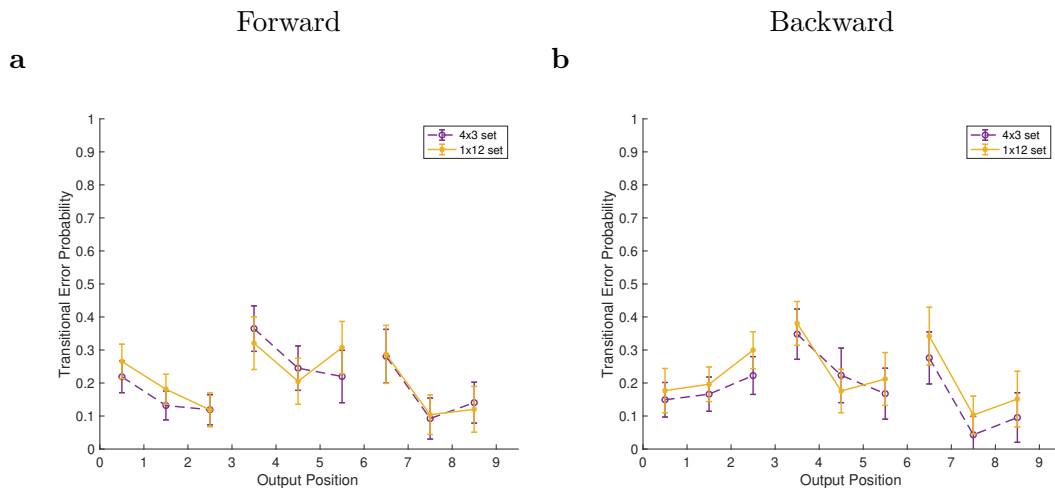 Forward
Backward
a
b
1
0.9
0.8
0.7
0.6
0.5
0.4
0.3
0.2
0.1
0
Transitional Error Probability
4x3 set
1x12 set
0 1 2 3 4 5 6 7 8 9
Output Position
1
0.9
0.8
0.7
0.6
0.5
0.4
0.3
0.2
0.1
0
Transitional Error Probability
4x3 set
1x12 set
0 1 2 3 4 5 6 7 8 9
Output Position